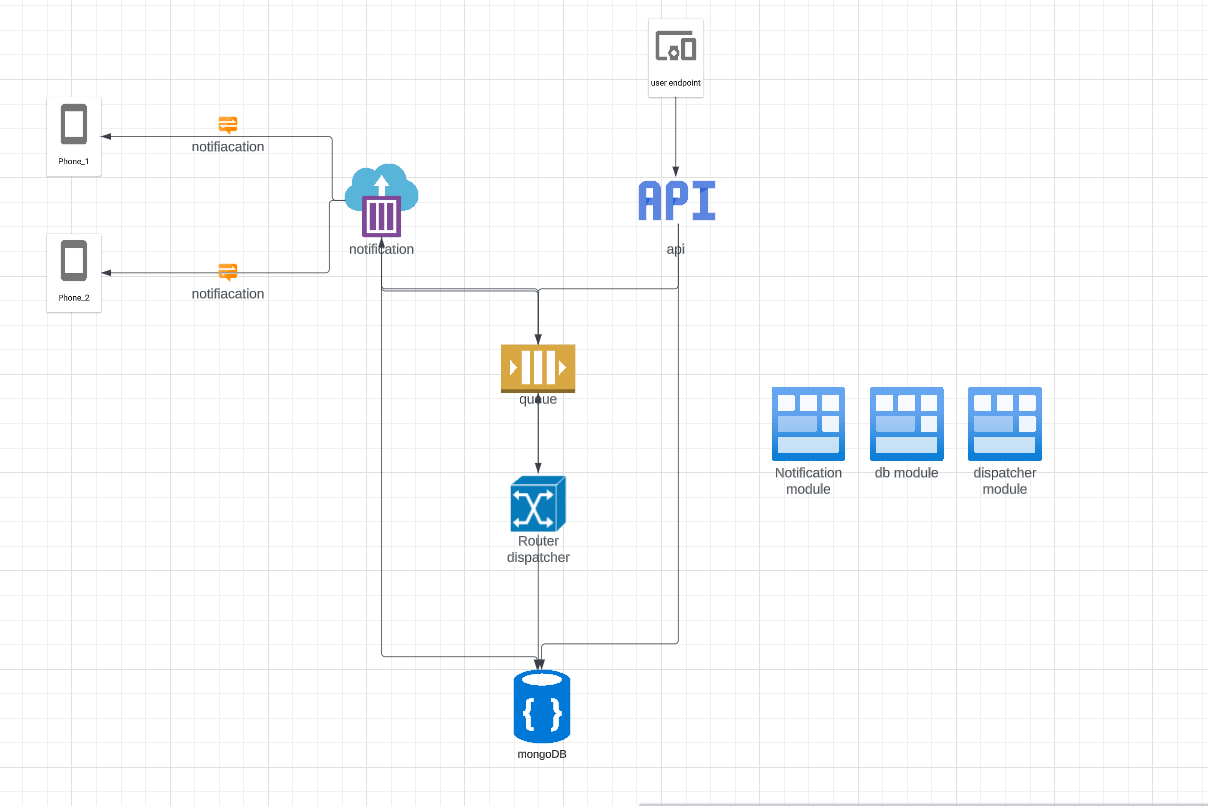 user endpoint
Phone_1
notifiacation
API
notification
api
Phone_2
notifiacation
queue
Notification
module
db module
dispatcher
module
Router
dispatcher
{ }
mongoDB